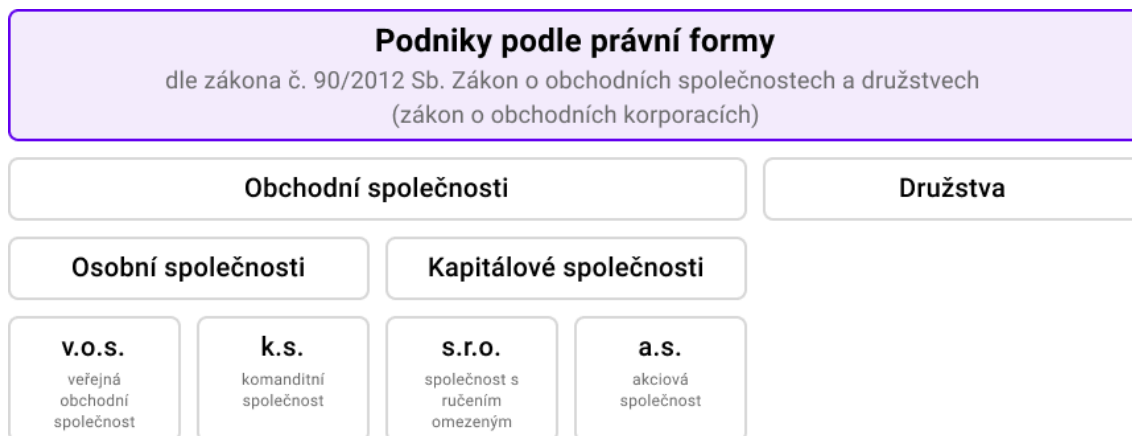 Podniky podle právní formy
dle zákona č. 90/2012 Sb. Zákon o obchodních společnostech a družstvech
(zákon o obchodních korporacích)
Obchodní společnosti
Družstva
Osobní společnosti
Kapitálové společnosti
v.o.s.
veřejná
obchodní
společnost
k.s.
komanditní
společnost
s.r.o.
společnost s
ručením
omezeným
a.s.
akciová
společnost